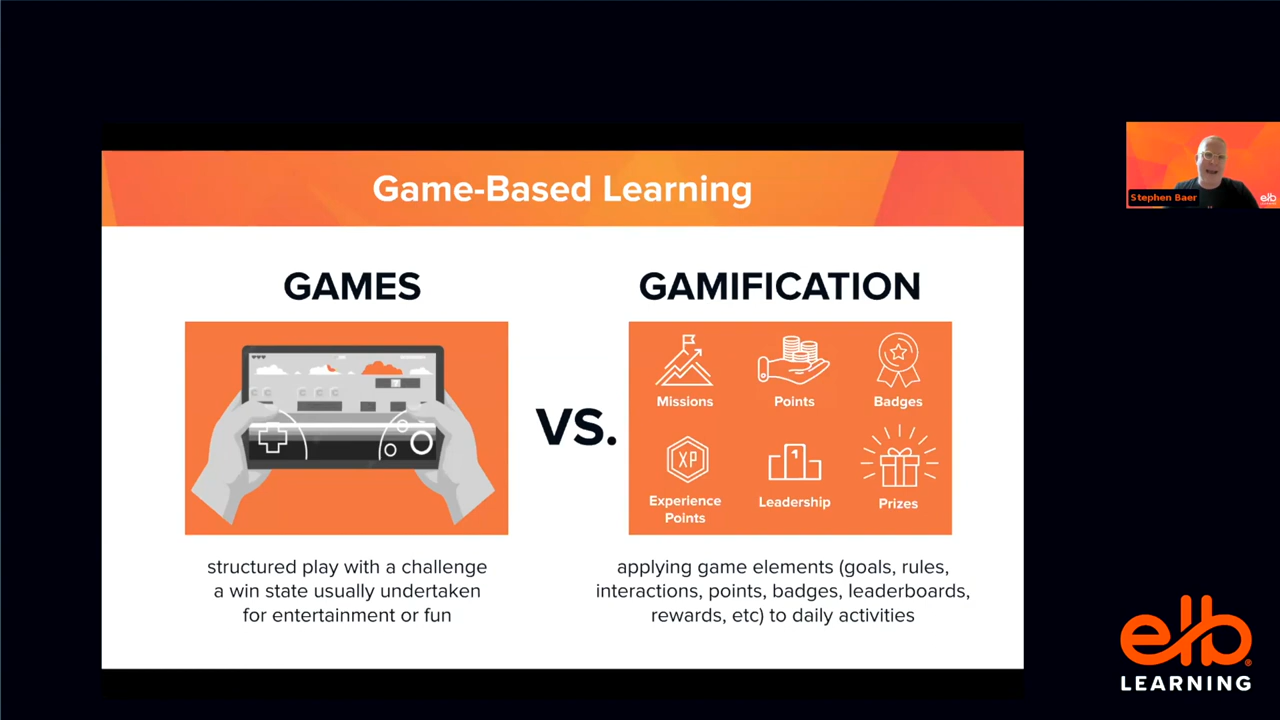 Game-Based Learning
GAMES
GAMIFICATION
VS.
Missions
Points
Badges
XP
1
Experience
Points
Leadership
Prizes
structured play with a challenge
a win state usually undertaken
for entertainment or fun
applying game elements (goals, rules,
interactions, points, badges, leaderboards,
rewards, etc) to daily activities
Stephen Baer
elb
elb
LEARNING